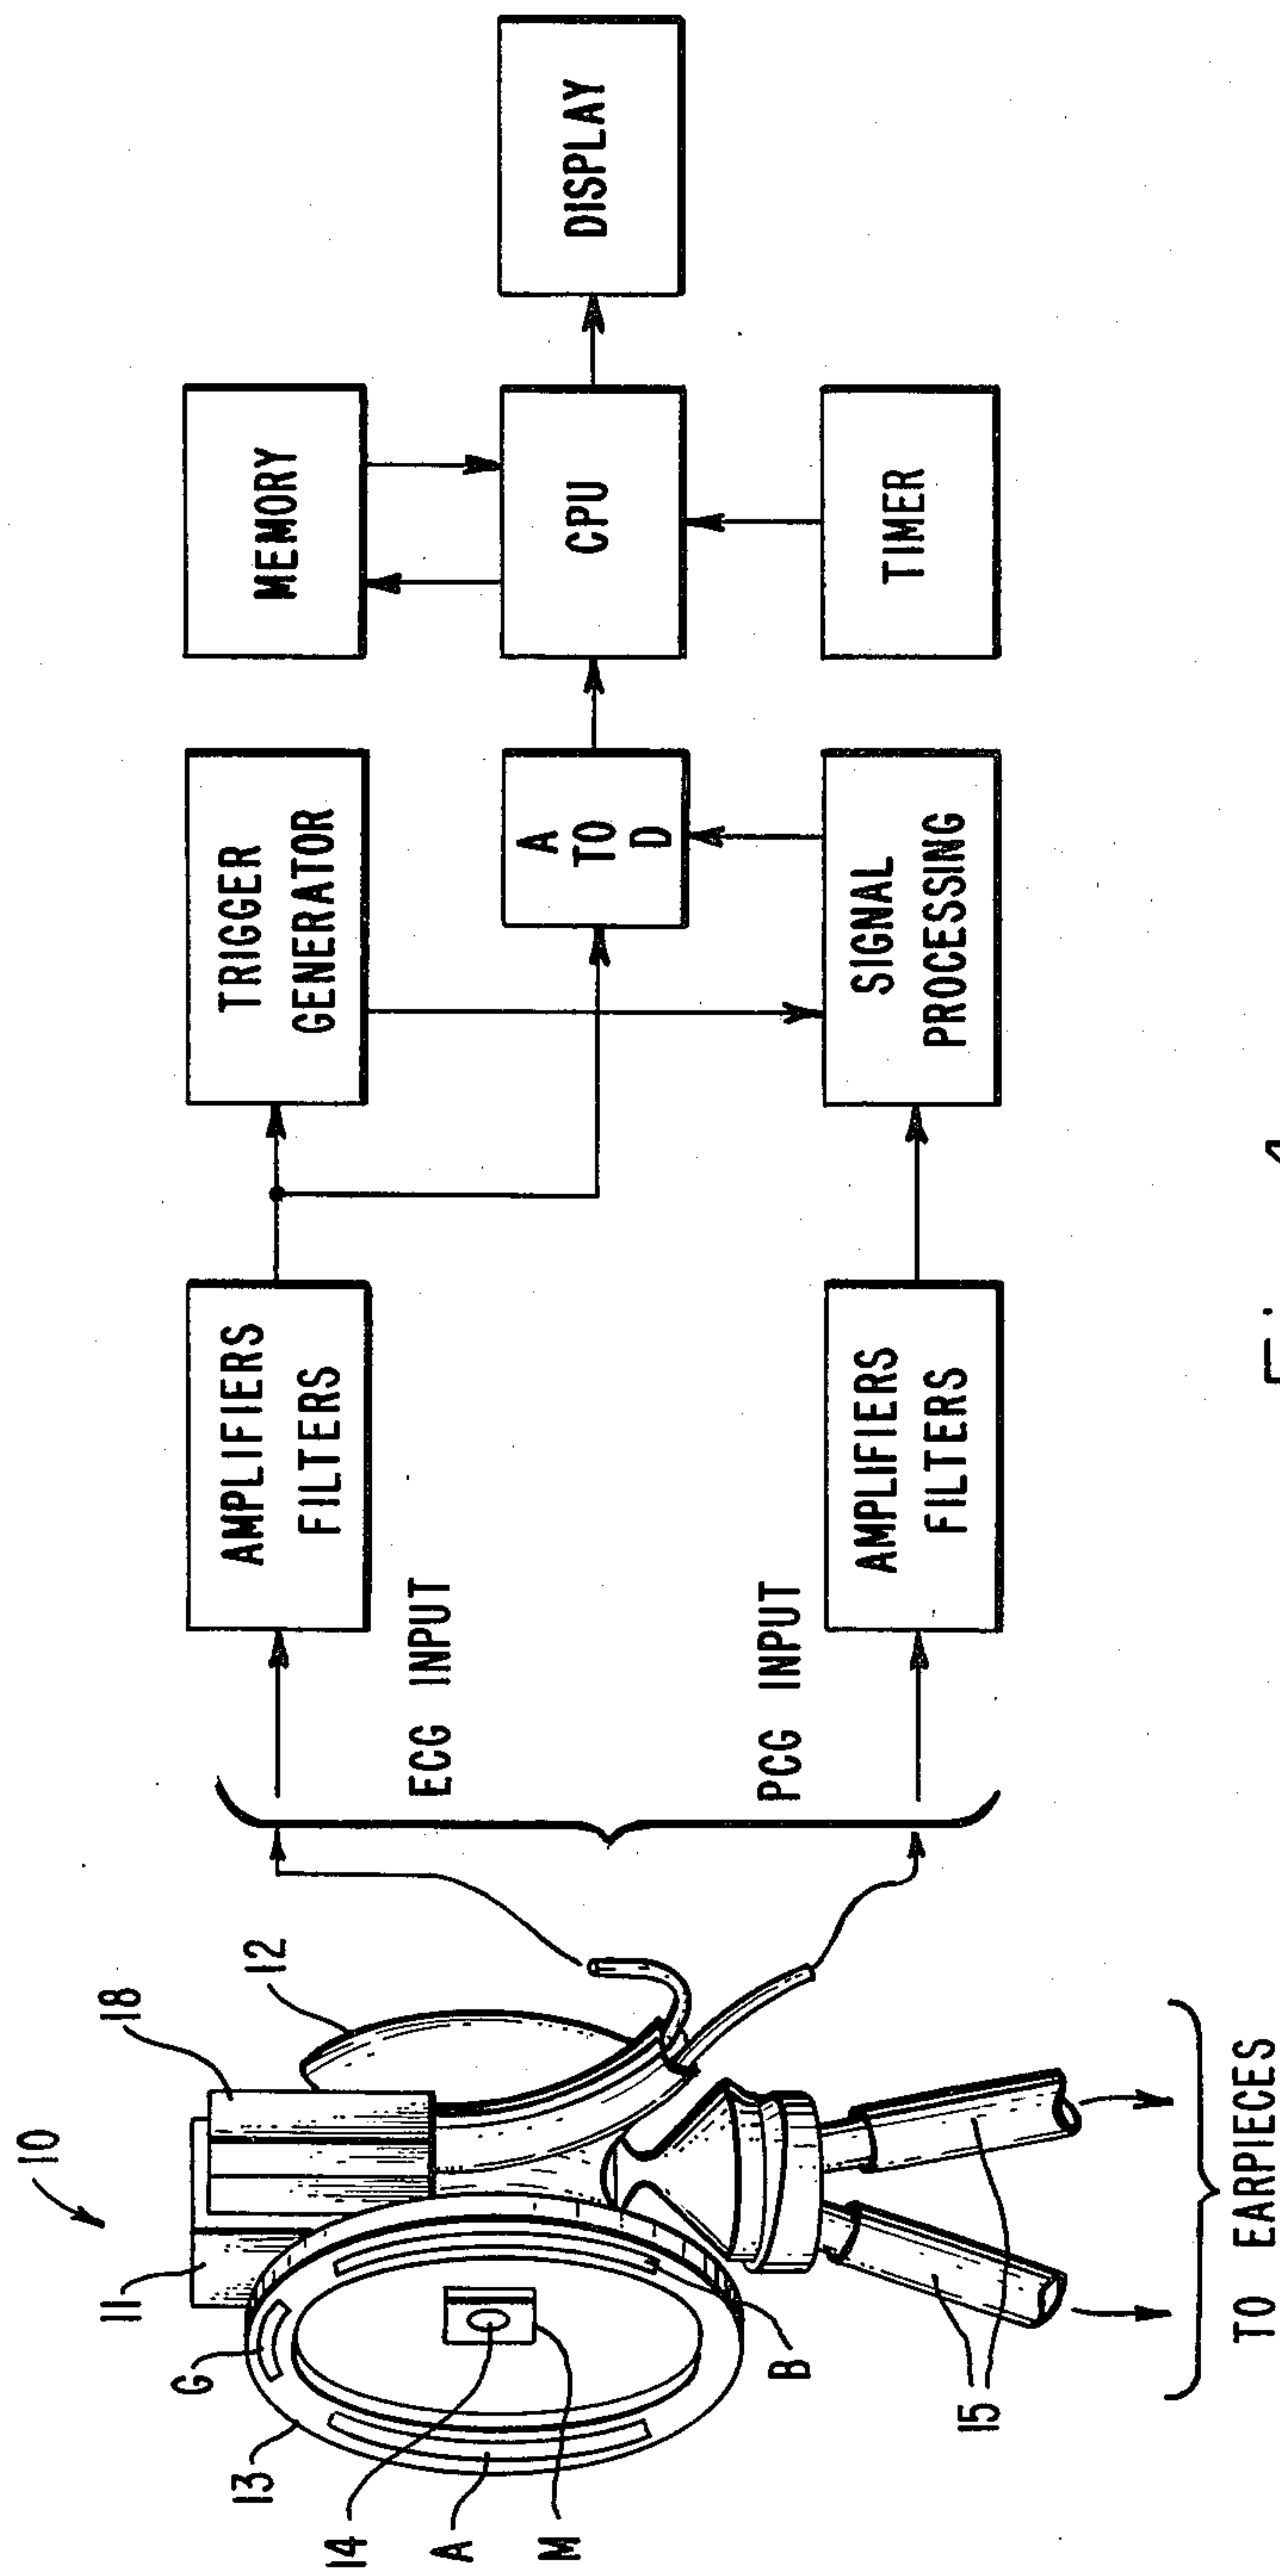 10
11
18
12
G
13
14
A
M
B
15
TO EARPIECES
ECG INPUT
PCG INPUT
AMPLIFIERS
FILTERS
AMPLIFIERS
FILTERS
TRIGGER
GENERATOR
A
TO
D
SIGNAL
PROCESSING
MEMORY
CPU
TIMER
DISPLAY